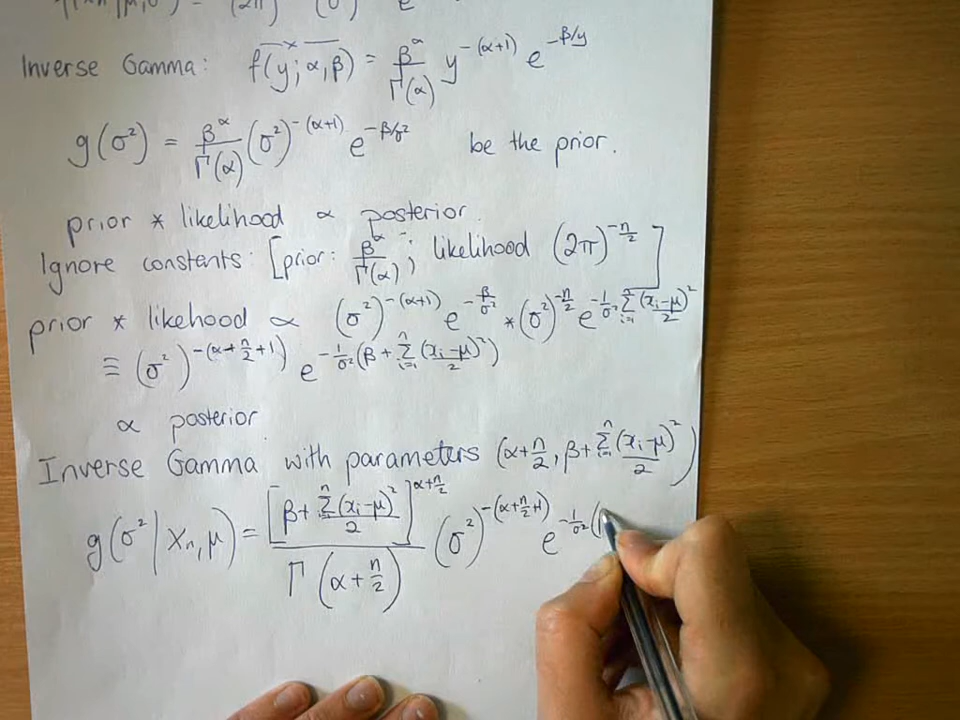 Inverse Gamma: f(y; α, β) = β^α / Γ(α) y^-(α+1) e^-β/y
g(σ²) = β^α / Γ(α) (σ²)^-(α+1) e^-β/σ² be the prior.
prior * likelihood ∝ posterior.
Ignore constants: [prior: β^α / Γ(α) ; likelihood (2π)^-n/2 ]
prior * likehood ∝ (σ²)^-(α+1) e^-β/σ² * (σ²)^-n/2 e^-1/σ² Σ_{i=1}^n (x_i-μ)²/2
≡ (σ²)^-(α+n/2+1) e^-1/σ²(β + Σ_{i=1}^n (x_i-μ)²/2)
∝ posterior
Inverse Gamma with parameters (α+n/2, β+Σ_{i=1}^n (x_i-μ)²/2)
g(σ² | X_n, μ) = [β + Σ_{i=1}^n (x_i-μ)²/2]^α+n/2 / Γ(α+n/2) (σ²)^-(α+n/2+1) e^-1/σ²(